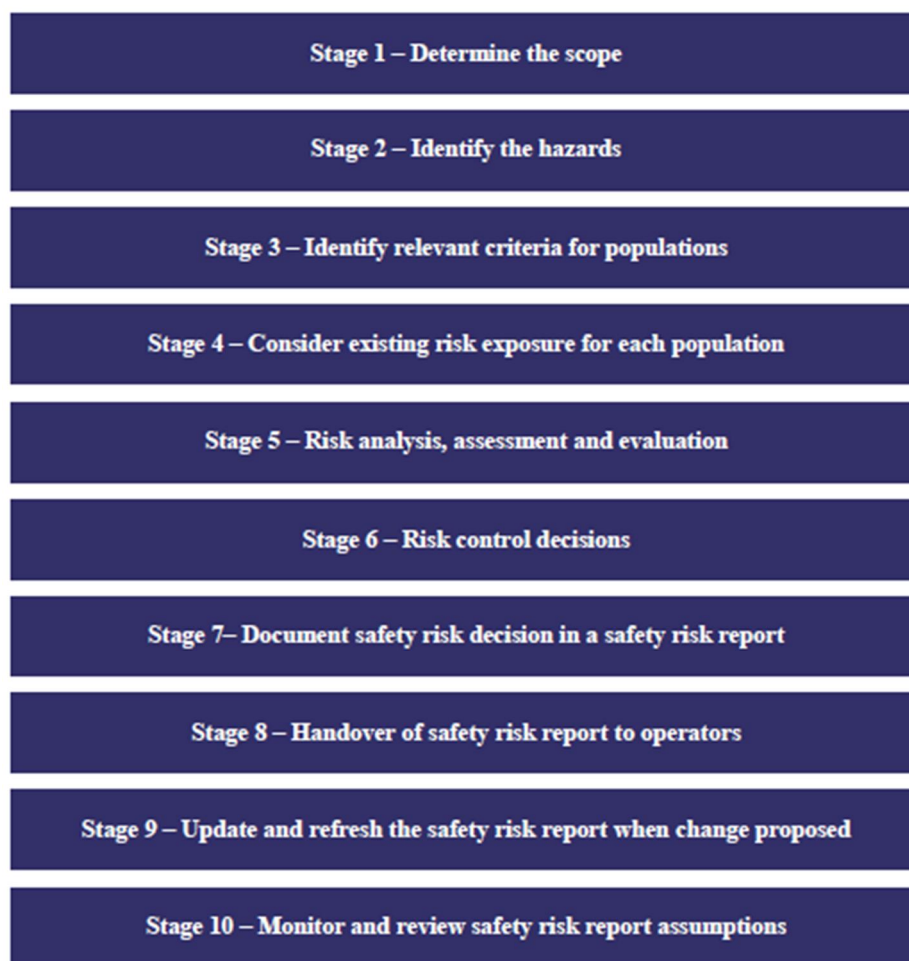 Stage 1 – Determine the scope
Stage 2 – Identify the hazards
Stage 3 – Identify relevant criteria for populations
Stage 4 – Consider existing risk exposure for each population
Stage 5 – Risk analysis, assessment and evaluation
Stage 6 – Risk control decisions
Stage 7– Document safety risk decision in a safety risk report
Stage 8 – Handover of safety risk report to operators
Stage 9 – Update and refresh the safety risk report when change proposed
Stage 10 – Monitor and review safety risk report assumptions